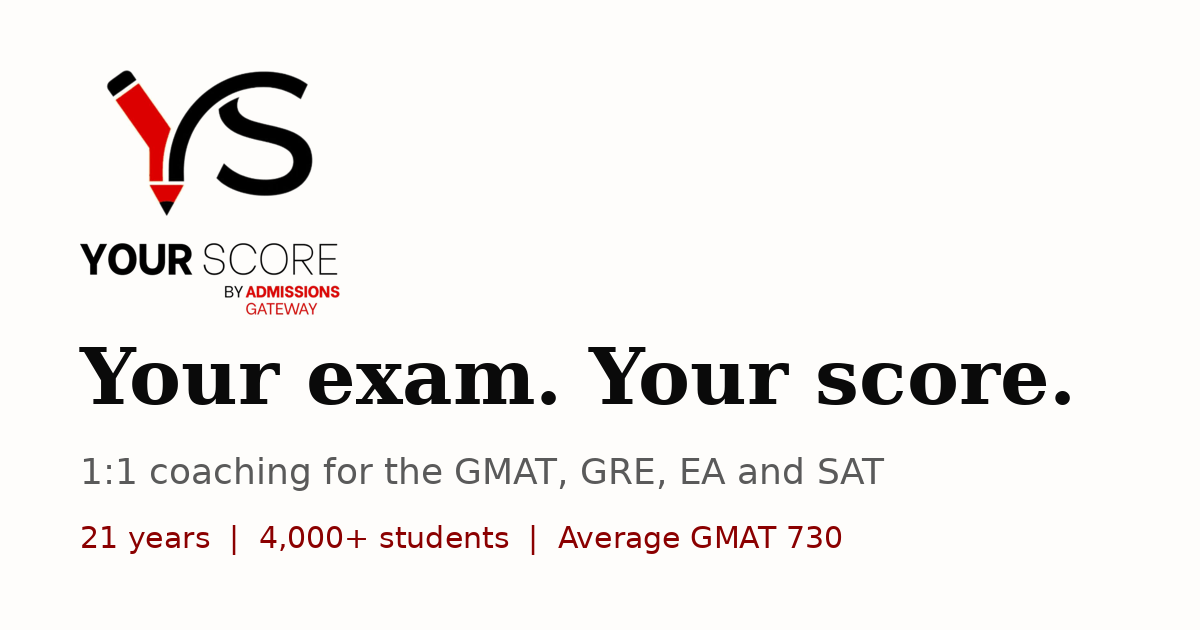 YS
YOUR SCORE
BY ADMISSIONS
GATEWAY
Your exam. Your score.
1:1 coaching for the GMAT, GRE, EA and SAT
21 years | 4,000+ students | Average GMAT 730